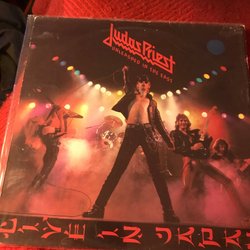 Judas Priest
UNLEASHED IN THE EAST
LIVE IN JAPAN